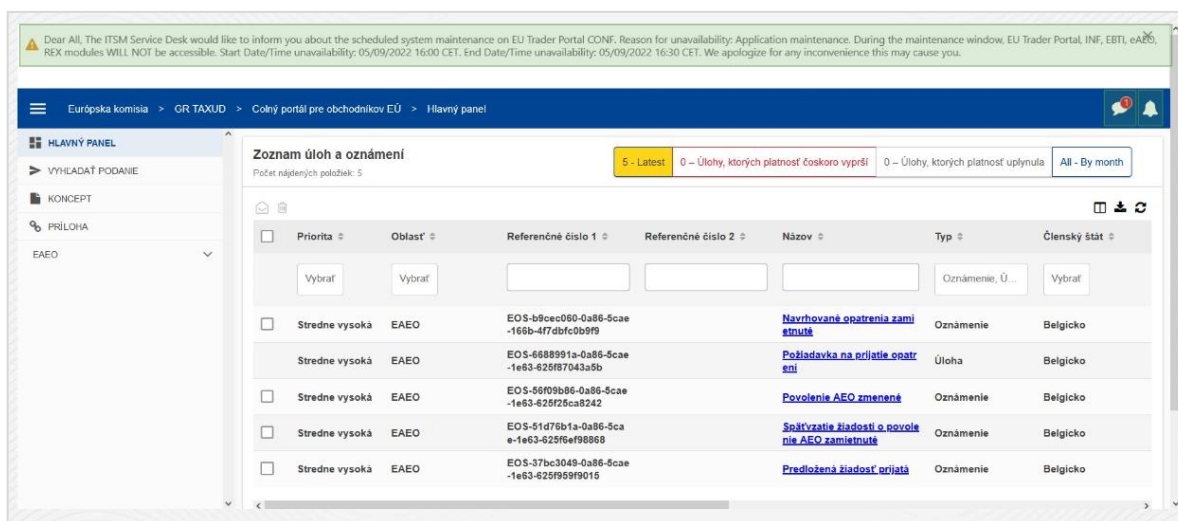 Dear All, The ITSM Service Desk would like to inform you about the scheduled system maintenance on EU Trader Portal CONF. Reason for unavailability: Application maintenance. During the maintenance window, EU Trader Portal, INF, EBTI, eAEO,
REX modules WILL NOT be accessible. Start Date/Time unavailability: 05/09/2022 16:00 CET. End Date/Time unavailability: 05/09/2022 16:30 CET. We apologize for any inconvenience this may cause you.
Európska komisia > GR TAXUD > Colný portál pre obchodníkov EÚ > Hlavný panel
1
HLAVNÝ PANEL
VYHĽADAŤ PODANIE
KONCEPT
PRÍLOHA
EAEO
Zoznam úloh a oznámení
Počet nájdených položiek: 5
5 - Latest
0 – Úlohy, ktorých platnosť čoskoro vyprší
0 – Úlohy, ktorých platnosť uplynula
All - By month
Priorita Oblasť Referenčné číslo 1 Referenčné číslo 2 Názov Typ Členský štát
Vybrať Vybrať Oznámenie, Ú... Vybrať
Stredne vysoká EAEO EOS-b9cec060-0a86-5cae Navrhované opatrenia zami Oznámenie Belgicko
-166b-4f7dbfc0b9f9 etnuté
Stredne vysoká EAEO EOS-6688991a-0a86-5cae Požiadavka na prijatie opatr Úloha Belgicko
-1e63-625f87043a5b ení
Stredne vysoká EAEO EOS-56f09b86-0a86-5cae Povolenie AEO zmenené Oznámenie Belgicko
-1e63-625f25ca8242
Stredne vysoká EAEO EOS-51d76b1a-0a86-5ca Späťvzatie žiadosti o povole Oznámenie Belgicko
e-1e63-625f6ef98868 nie AEO zamietnuté
Stredne vysoká EAEO EOS-37bc3049-0a86-5cae Predložená žiadosť prijatá Oznámenie Belgicko
-1e63-625f959f9015